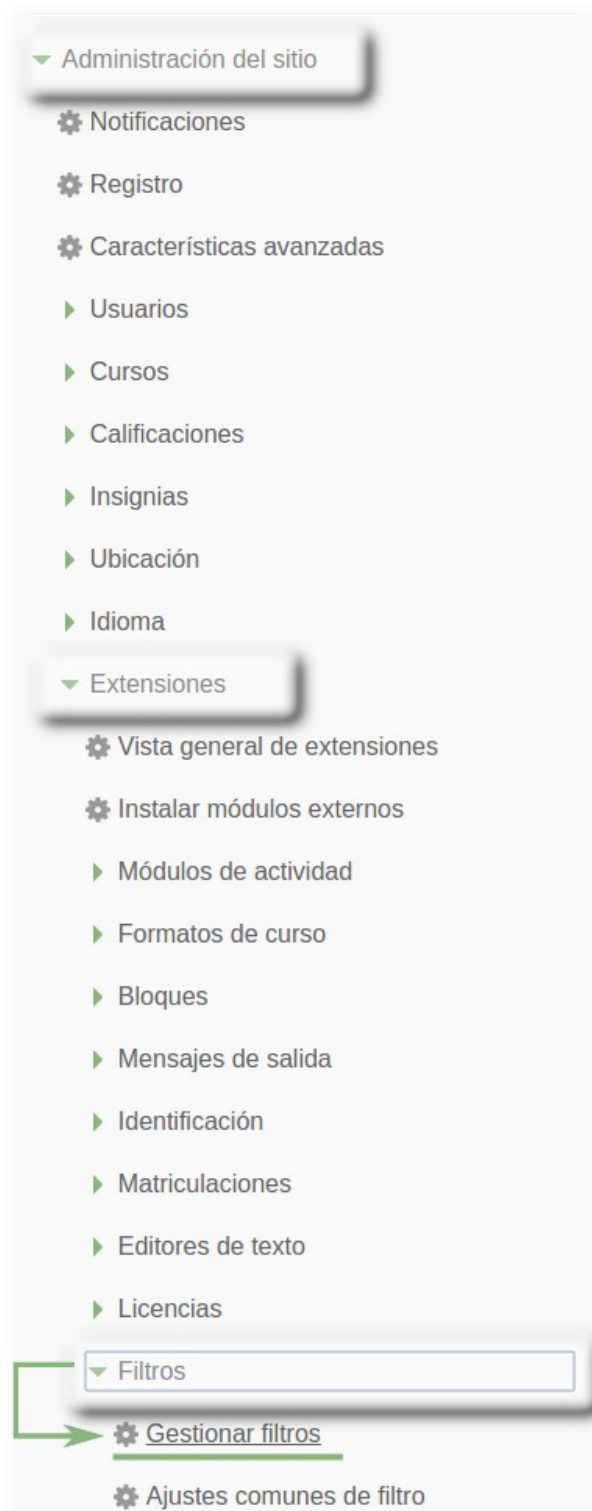 Administración del sitio
Notificaciones
Registro
Características avanzadas
Usuarios
Cursos
Calificaciones
Insignias
Ubicación
Idioma
Extensiones
Vista general de extensiones
Instalar módulos externos
Módulos de actividad
Formatos de curso
Bloques
Mensajes de salida
Identificación
Matriculaciones
Editores de texto
Licencias
Filtros
Gestionar filtros
Ajustes comunes de filtro